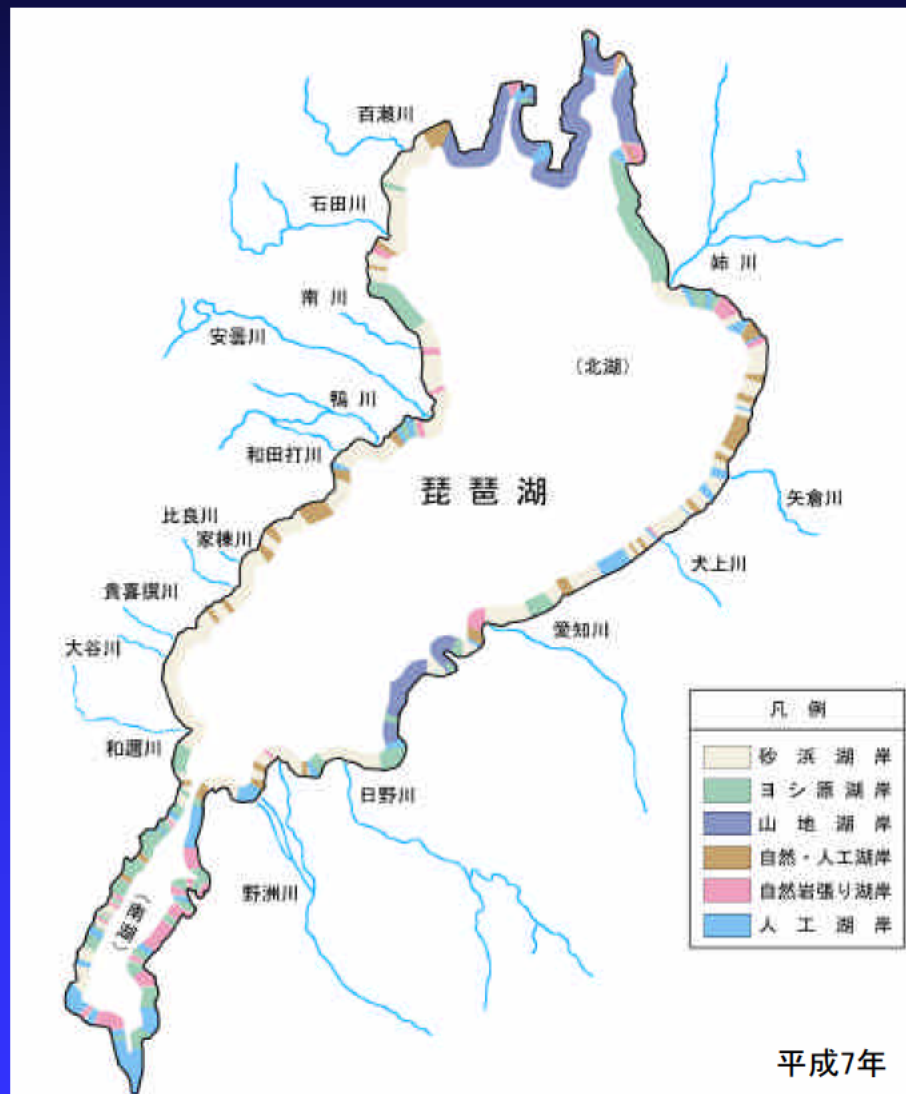 百瀬川
石田川
南川
安曇川
鴨川
和田打川
比良川
家棟川
貴喜撰川
大谷川
和邇川
姉川
(北湖)
琵琶湖
矢倉川
犬上川
愛知川
日野川
野洲川
(南湖)
凡例
砂浜湖岸
ヨシ原湖岸
山地湖岸
自然・人工湖岸
自然岩張り湖岸
人工湖岸
平成7年